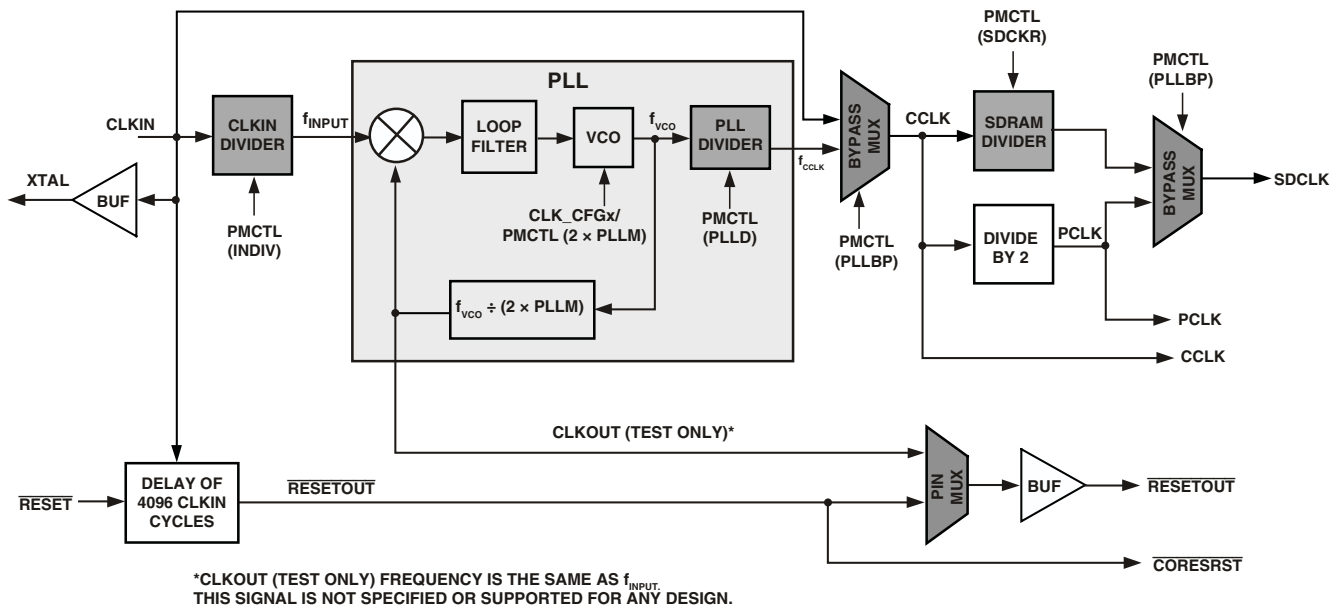 PMCTL
(SDCKR)
PMCTL
(PLLBP)
PLL
CLKIN
CLKIN
DIVIDER
fINPUT
LOOP
FILTER
VCO
fVCO
PLL
DIVIDER
fCCLK
BYPASS
MUX
CCLK
SDRAM
DIVIDER
BYPASS
MUX
SDCLK
XTAL
BUF
PMCTL
(INDIV)
CLK_CFGx/
PMCTL (2 × PLLM)
PMCTL
(PLLD)
PMCTL
(PLLBP)
DIVIDE
BY 2
PCLK
fVCO ÷ (2 × PLLM)
PCLK
CCLK
CLKOUT (TEST ONLY)*
RESET
DELAY OF
4096 CLKIN
CYCLES
RESETOUT
PIN
MUX
BUF
RESETOUT
CORESRST
*CLKOUT (TEST ONLY) FREQUENCY IS THE SAME AS fINPUT.
THIS SIGNAL IS NOT SPECIFIED OR SUPPORTED FOR ANY DESIGN.